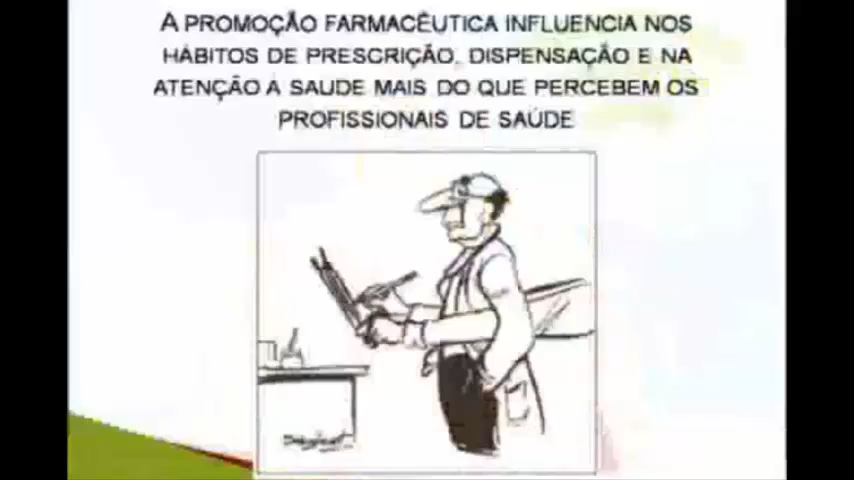 A PROMOÇÃO FARMACÊUTICA INFLUENCIA NOS
HÁBITOS DE PRESCRIÇÃO, DISPENSAÇÃO E NA
ATENÇÃO À SAUDE MAIS DO QUE PERCEBEM OS
PROFISSIONAIS DE SAÚDE